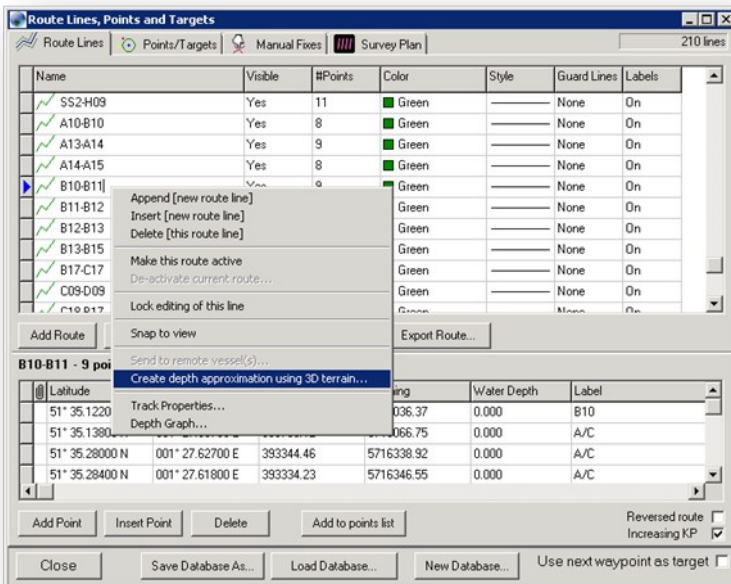 Route Lines, Points and Targets
Route Lines Points/Targets Manual Fixes Survey Plan 210 lines
Name Visible #Points Color Style Guard Lines Labels
SS2-H09 Yes 11 Green None On
A10-B10 Yes 8 Green None On
A13-A14 Yes 9 Green None On
A14-A15 Yes 8 Green None On
B10-B11 Yes 9 Green None On
B11-B12 Green None On
B12-B13 Green None On
B13-B15 Green None On
B17-C17 Green None On
C09-D09 Green None On
Green None On
Append [new route line]
Insert [new route line]
Delete [this route line]
Make this route active
De-activate current route...
Lock editing of this line
Snap to view
Send to remote vessel(s)...
Create depth approximation using 3D terrain...
Track Properties...
Depth Graph...
Add Route Export Route...
B10-B11 - 9 poi
Latitude ing Water Depth Label
51° 35.1220 036.37 0.000 B10
51° 35.1380 066.75 0.000 A/C
51° 35.28000 N 001° 27.62700 E 393344.46 5716338.92 0.000 A/C
51° 35.28400 N 001° 27.61800 E 393334.23 5716346.55 0.000 A/C
Add Point Insert Point Delete Add to points list Reversed route
Increasing KP
Close Save Database As... Load Database... New Database... Use next waypoint as target